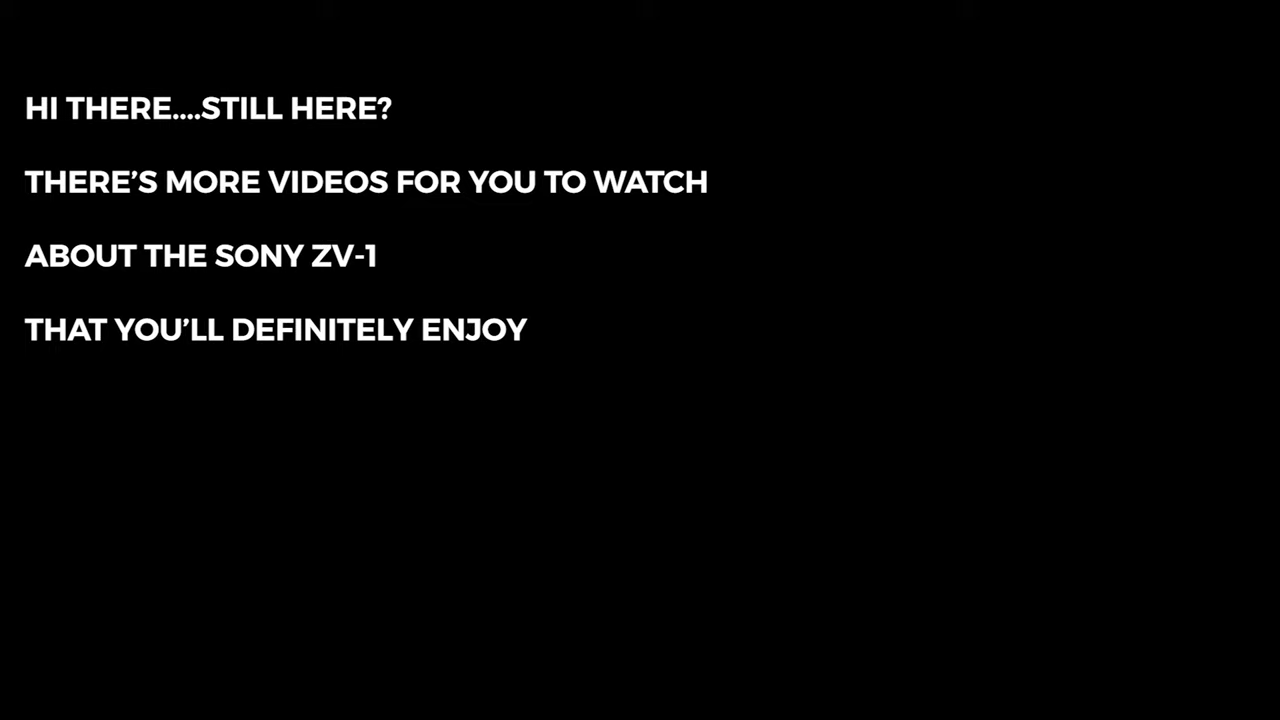 HI THERE....STILL HERE?
THERE’S MORE VIDEOS FOR YOU TO WATCH
ABOUT THE SONY ZV-1
THAT YOU’LL DEFINITELY ENJOY